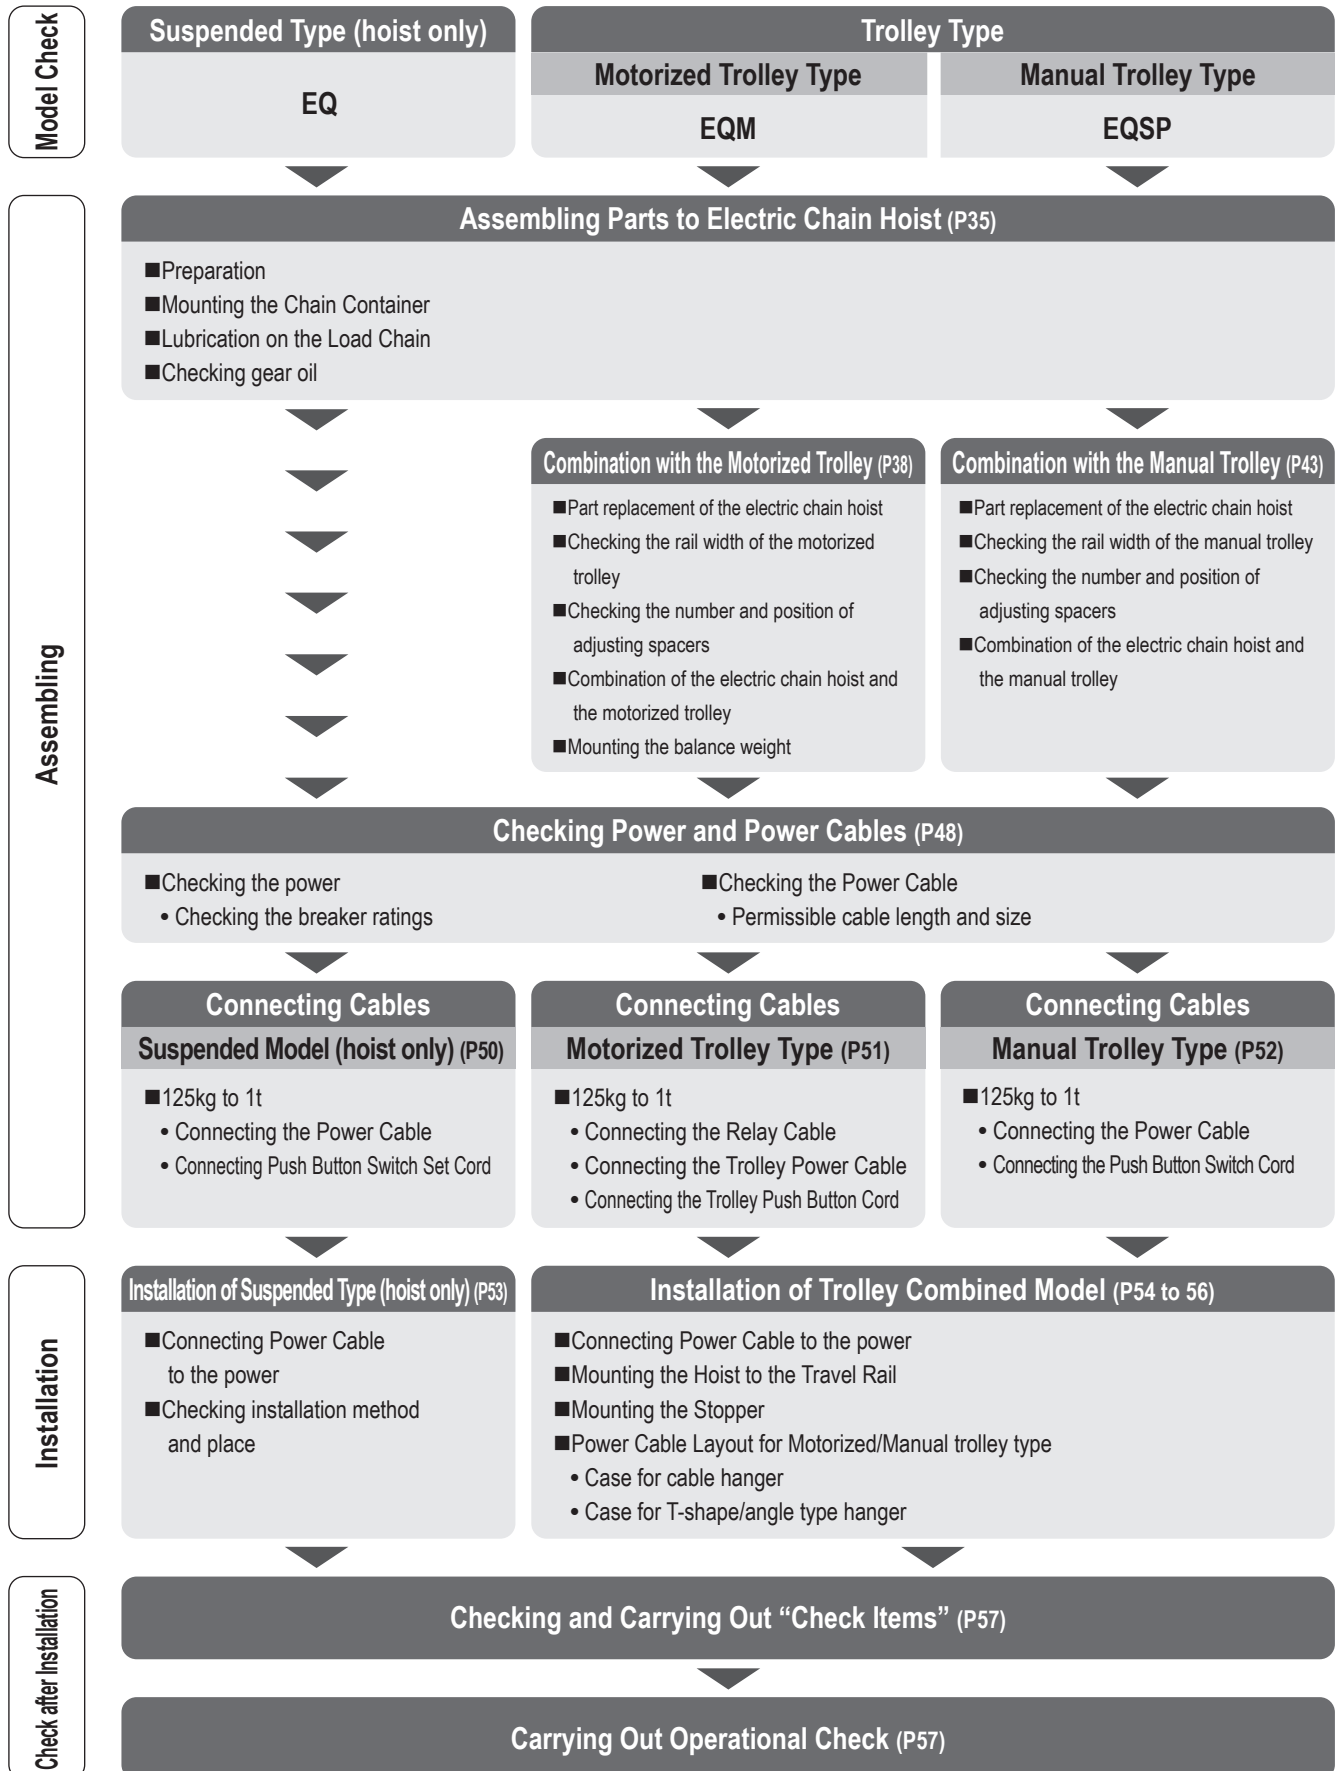 Model Check
Suspended Type (hoist only)
EQ
Trolley Type
Motorized Trolley Type
EQM
Manual Trolley Type
EQSP
Assembling
Assembling Parts to Electric Chain Hoist (P35)
■Preparation
■Mounting the Chain Container
■Lubrication on the Load Chain
■Checking gear oil
Combination with the Motorized Trolley (P38)
■Part replacement of the electric chain hoist
■Checking the rail width of the motorized
trolley
■Checking the number and position of
adjusting spacers
■Combination of the electric chain hoist and
the motorized trolley
■Mounting the balance weight
Combination with the Manual Trolley (P43)
■Part replacement of the electric chain hoist
■Checking the rail width of the manual trolley
■Checking the number and position of
adjusting spacers
■Combination of the electric chain hoist and
the manual trolley
Checking Power and Power Cables (P48)
■Checking the power
• Checking the breaker ratings
■Checking the Power Cable
• Permissible cable length and size
Connecting Cables
Suspended Model (hoist only) (P50)
■125kg to 1t
• Connecting the Power Cable
• Connecting Push Button Switch Set Cord
Connecting Cables
Motorized Trolley Type (P51)
■125kg to 1t
• Connecting the Relay Cable
• Connecting the Trolley Power Cable
• Connecting the Trolley Push Button Cord
Connecting Cables
Manual Trolley Type (P52)
■125kg to 1t
• Connecting the Power Cable
• Connecting the Push Button Switch Cord
Installation
Installation of Suspended Type (hoist only) (P53)
■Connecting Power Cable
to the power
■Checking installation method
and place
Installation of Trolley Combined Model (P54 to 56)
■Connecting Power Cable to the power
■Mounting the Hoist to the Travel Rail
■Mounting the Stopper
■Power Cable Layout for Motorized/Manual trolley type
• Case for cable hanger
• Case for T-shape/angle type hanger
Check after Installation
Checking and Carrying Out “Check Items” (P57)
Carrying Out Operational Check (P57)